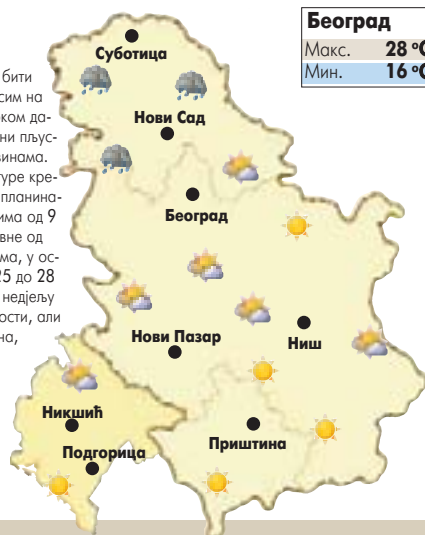 бити
сим на
ком да-
ни пљус-
винама.
туре кре-
планина-
има од 9
вне од
ма, у ос-
25 до 28
недјељу
ости, али
на,
Суботица
Нови Сад
Београд
Нови Пазар
Ниш
Никшић
Подгорица
Приштина
Београд
Макс. 28 °C
Мин. 16 °C